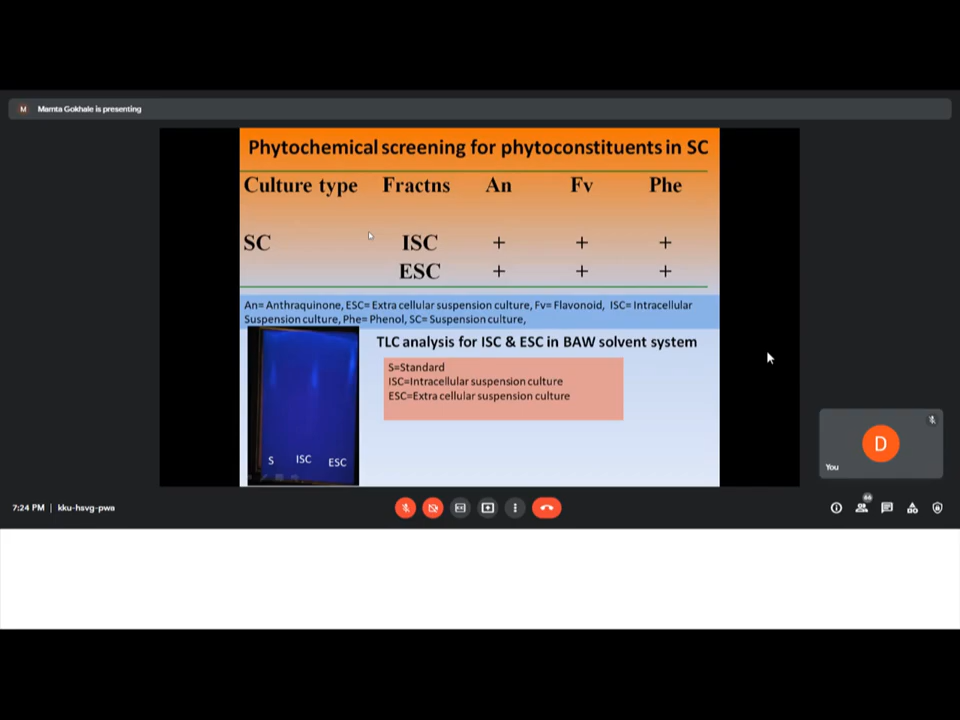 M Mamta Gokhale is presenting
Phytochemical screening for phytoconstituents in SC
Culture type Fractns An Fv Phe
SC ISC + + +
ESC + + +
An= Anthraquinone, ESC= Extra cellular suspension culture, Fv= Flavonoid, ISC= Intracellular
Suspension culture, Phe= Phenol, SC= Suspension culture,
TLC analysis for ISC & ESC in BAW solvent system
S=Standard
ISC=Intracellular suspension culture
ESC=Extra cellular suspension culture
S ISC ESC
D
You
7:24 PM | kku-hsvg-pwa